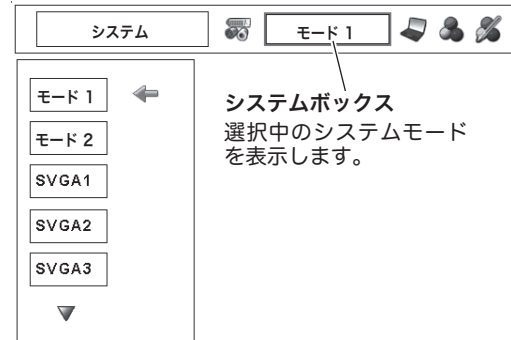 システム
モード 1
モード 1
モード 2
SVGA1
SVGA2
SVGA3
システムボックス
選択中のシステムモード
を表示します。